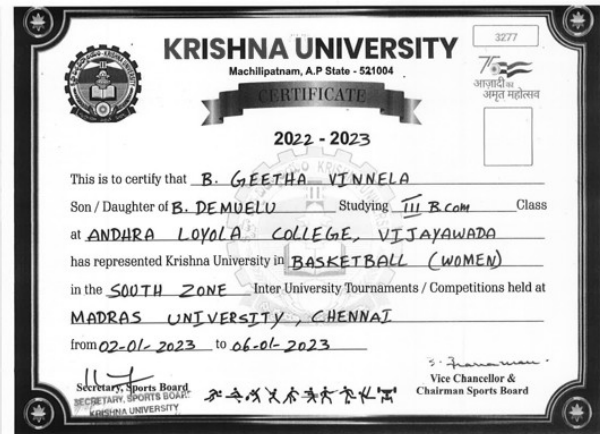 KRISHNA UNIVERSITY
3277
Machilipatnam, A.P State - 521004
CERTIFICATE
75
आज़ादी का
अमृत महोत्सव
2022 - 2023
This is to certify that B. GEETHA VINNELA
Son / Daughter of B. DEMUELU Studying III B.Com Class
at ANDHRA LOYOLA COLLEGE, VIJAYAWADA
has represented Krishna University in BASKETBALL (WOMEN)
in the SOUTH ZONE Inter University Tournaments / Competitions held at
MADRAS UNIVERSITY, CHENNAI
from 02-01-2023 to 06-01-2023
Secretary, Sports Board
SECRETARY, SPORTS BOARD
KRISHNA UNIVERSITY
Vice Chancellor &
Chairman Sports Board